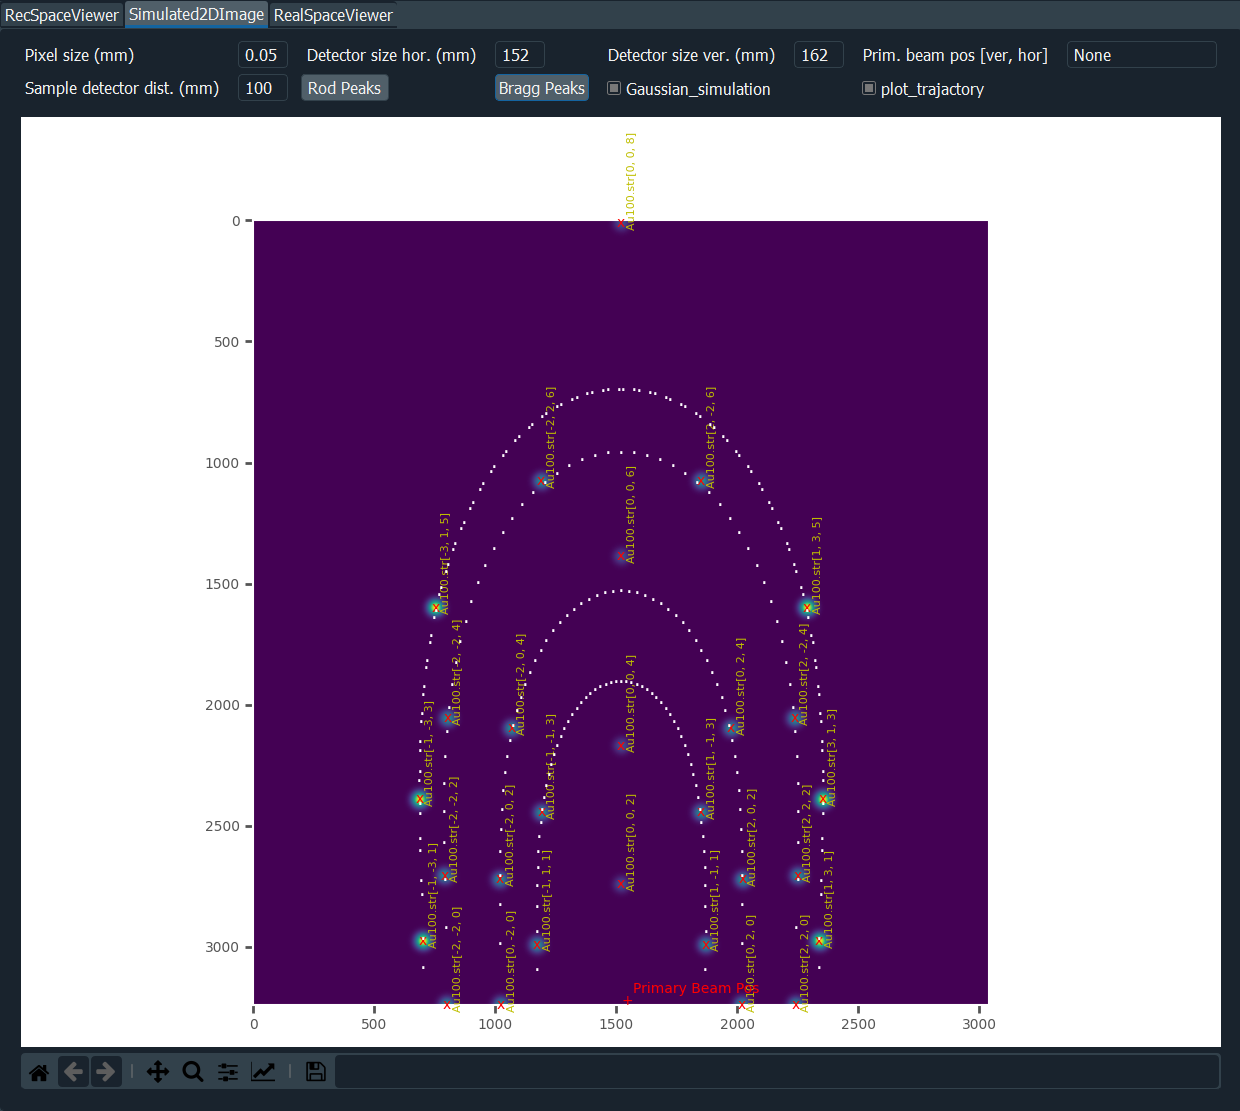 RecSpaceViewer Simulated2DImage RealSpaceViewer
Pixel size (mm) 0.05 Detector size hor. (mm) 152 Detector size ver. (mm) 162 Prim. beam pos [ver, hor] None
Sample detector dist. (mm) 100 Rod Peaks Bragg Peaks Gaussian_simulation plot_trajactory
Au100.str[0, 0, 8]
0
500
Au100.str[-2, 2, 6]
Au100.str[2, -2, 6]
1000
Au100.str[0, 0, 6]
Au100.str[-3, 1, 5]
Au100.str[1, 3, 5]
1500
Au100.str[-2, -2, 4]
Au100.str[-2, 0, 4]
Au100.str[0, 0, 4]
Au100.str[0, 2, 4]
Au100.str[2, -2, 4]
2000
Au100.str[-1, -3, 3]
Au100.str[-1, -1, 3]
Au100.str[1, -1, 3]
Au100.str[3, 1, 3]
2500
Au100.str[-2, -2, 2]
Au100.str[-2, 0, 2]
Au100.str[0, 0, 2]
Au100.str[2, 0, 2]
Au100.str[2, 2, 2]
Au100.str[-1, -3, 1]
Au100.str[-1, 1, 1]
Au100.str[1, -1, 1]
Au100.str[1, 3, 1]
3000
Au100.str[-2, -2, 0]
Au100.str[0, -2, 0]
Primary Beam Pos
Au100.str[0, 2, 0]
Au100.str[2, 2, 0]
0 500 1000 1500 2000 2500 3000